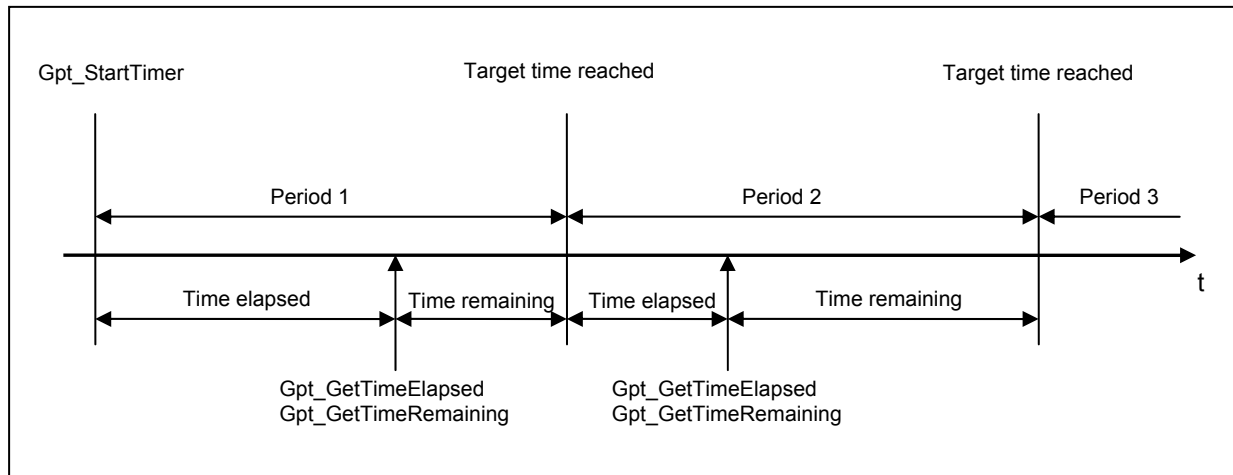 Gpt_StartTimer
Target time reached
Target time reached
Period 1
Period 2
Period 3
t
Time elapsed
Time remaining
Time elapsed
Time remaining
Gpt_GetTimeElapsed
Gpt_GetTimeRemaining
Gpt_GetTimeElapsed
Gpt_GetTimeRemaining